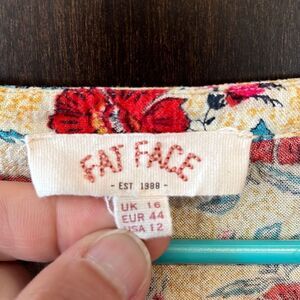 FAT FACE
- EST 1988 -
UK 16
EUR 44
USA 12